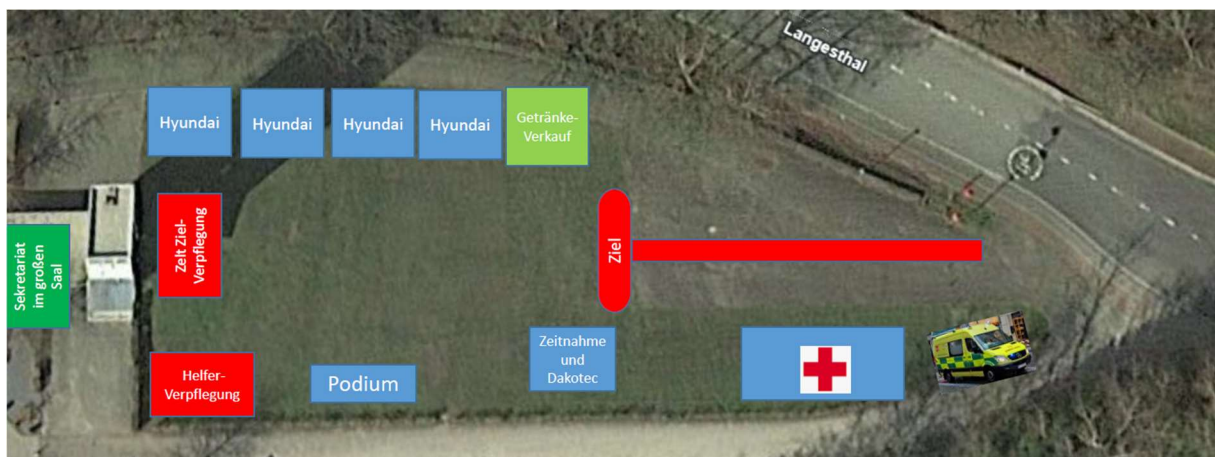 Langesthal
Hyundai
Hyundai
Hyundai
Hyundai
Getränke-
Verkauf
Sekretariat
im großen
Saal
Zelt Ziel-
Verpflegung
Ziel
Helfer-
Verpflegung
Podium
Zeitnahme
und
Dakotec